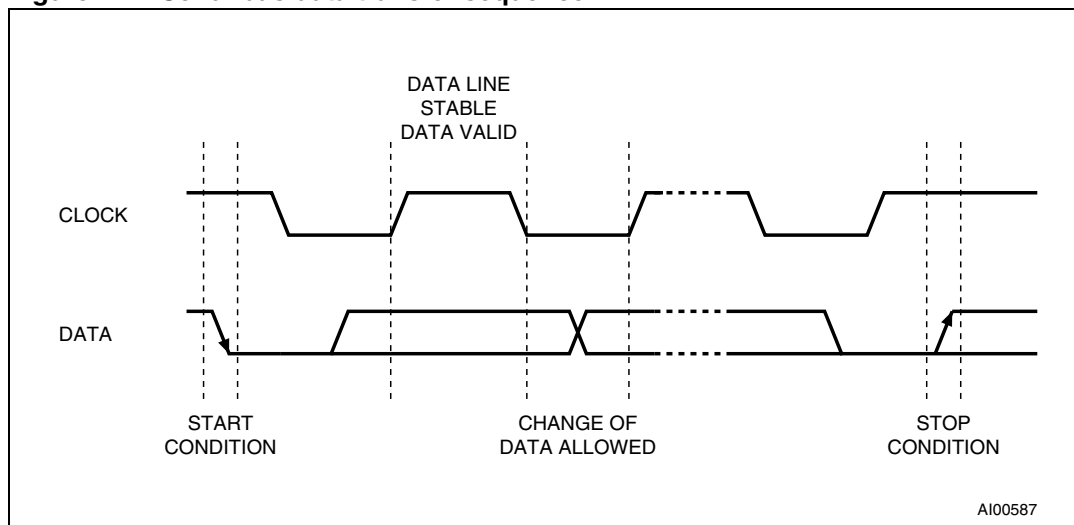 DATA LINE
STABLE
DATA VALID
CLOCK
DATA
START
CONDITION
CHANGE OF
DATA ALLOWED
STOP
CONDITION
AI00587